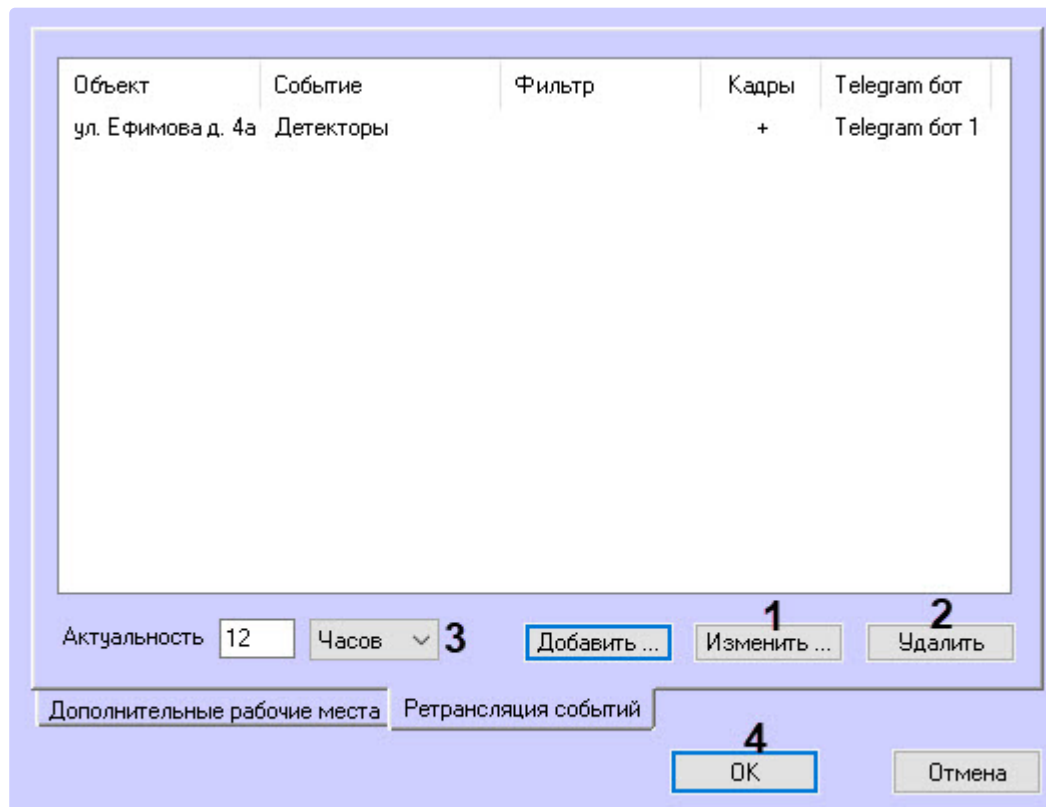 Объект Событие Фильтр Кадры Telegram бот
ул. Ефимова д. 4а Детекторы + Telegram бот 1
1 2
Актуальность 12 Часов 3 Добавить ... Изменить ... Удалить
Дополнительные рабочие места Ретрансляция событий
4
OK Отмена